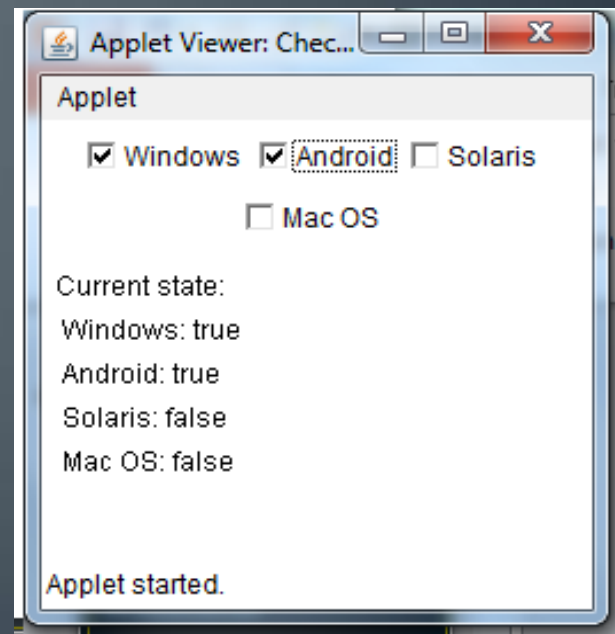 Applet Viewer: Chec...
Applet
Windows Android Solaris
Mac OS
Current state:
Windows: true
Android: true
Solaris: false
Mac OS: false
Applet started.